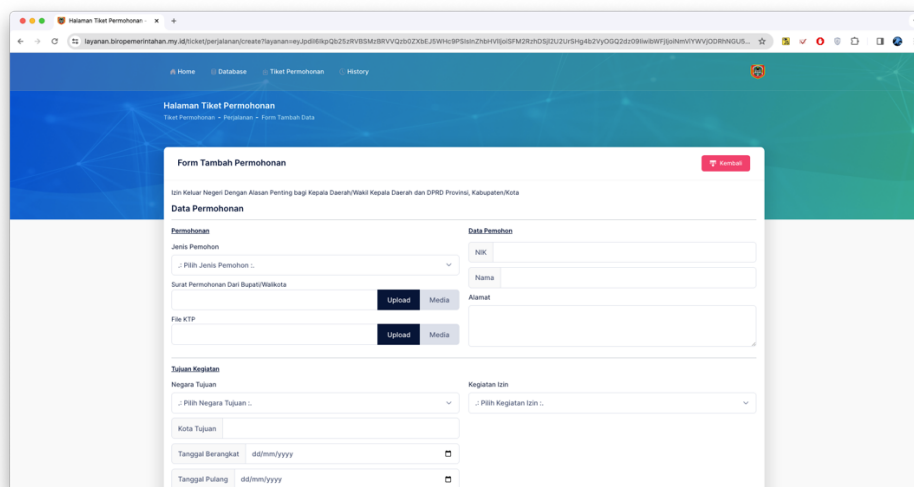 Halaman Tiket Permohonan -
layanan.biropemerintahan.my.id/ticket/perjalanan/create?layanan=
Home Database Tiket Permohonan History
Halaman Tiket Permohonan
Tiket Permohonan - Perjalanan - Form Tambah Data
Form Tambah Permohonan
Kembali
Izin Keluar Negeri Dengan Alasan Penting bagi Kepala Daerah/Wakil Kepala Daerah dan DPRD Provinsi, Kabupaten/Kota
Data Permohonan
Permohonan
Jenis Pemohon
.: Pilih Jenis Pemohon :.
Surat Permohonan Dari Bupati/Walikota
Upload Media
File KTP
Upload Media
Data Pemohon
NIK
Nama
Alamat
Tujuan Kegiatan
Negara Tujuan
.: Pilih Negara Tujuan :.
Kota Tujuan
Tanggal Berangkat dd/mm/yyyy
Tanggal Pulang dd/mm/yyyy
Kegiatan Izin
.: Pilih Kegiatan Izin :.